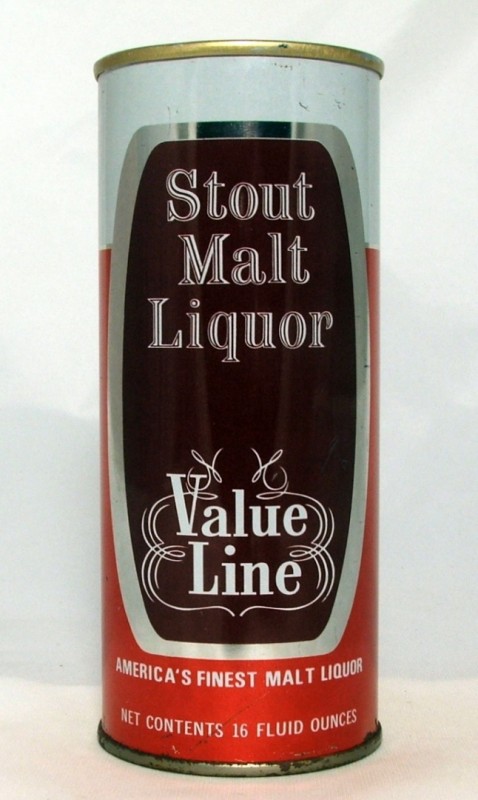 Stout
Malt
Liquor
Value
Line
AMERICA'S FINEST MALT LIQUOR
NET CONTENTS 16 FLUID OUNCES